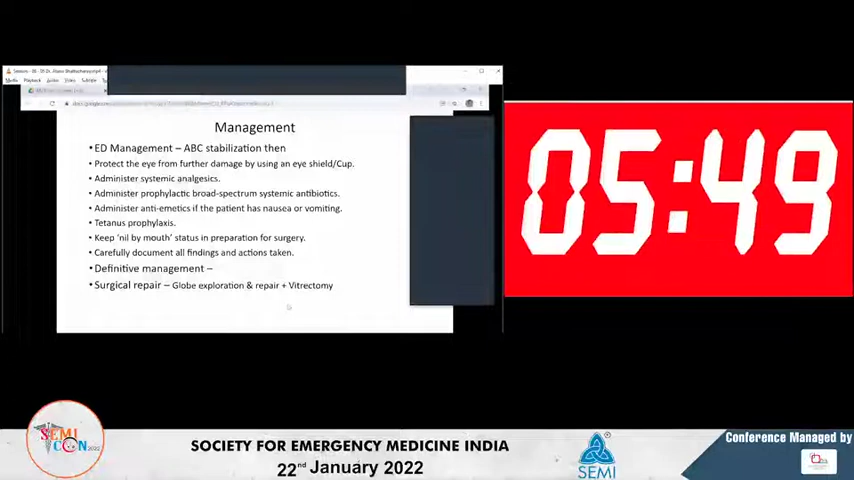 Management
•ED Management – ABC stabilization then
• Protect the eye from further damage by using an eye shield/Cup.
• Administer systemic analgesics.
• Administer prophylactic broad-spectrum systemic antibiotics.
• Administer anti-emetics if the patient has nausea or vomiting.
• Tetanus prophylaxis.
• Keep ‘nil by mouth’ status in preparation for surgery.
• Carefully document all findings and actions taken.
• Definitive management –
• Surgical repair – Globe exploration & repair + Vitrectomy
05:49
SEMI
CON 2022
SOCIETY FOR EMERGENCY MEDICINE INDIA
22nd January 2022
SEMI
Conference Managed by